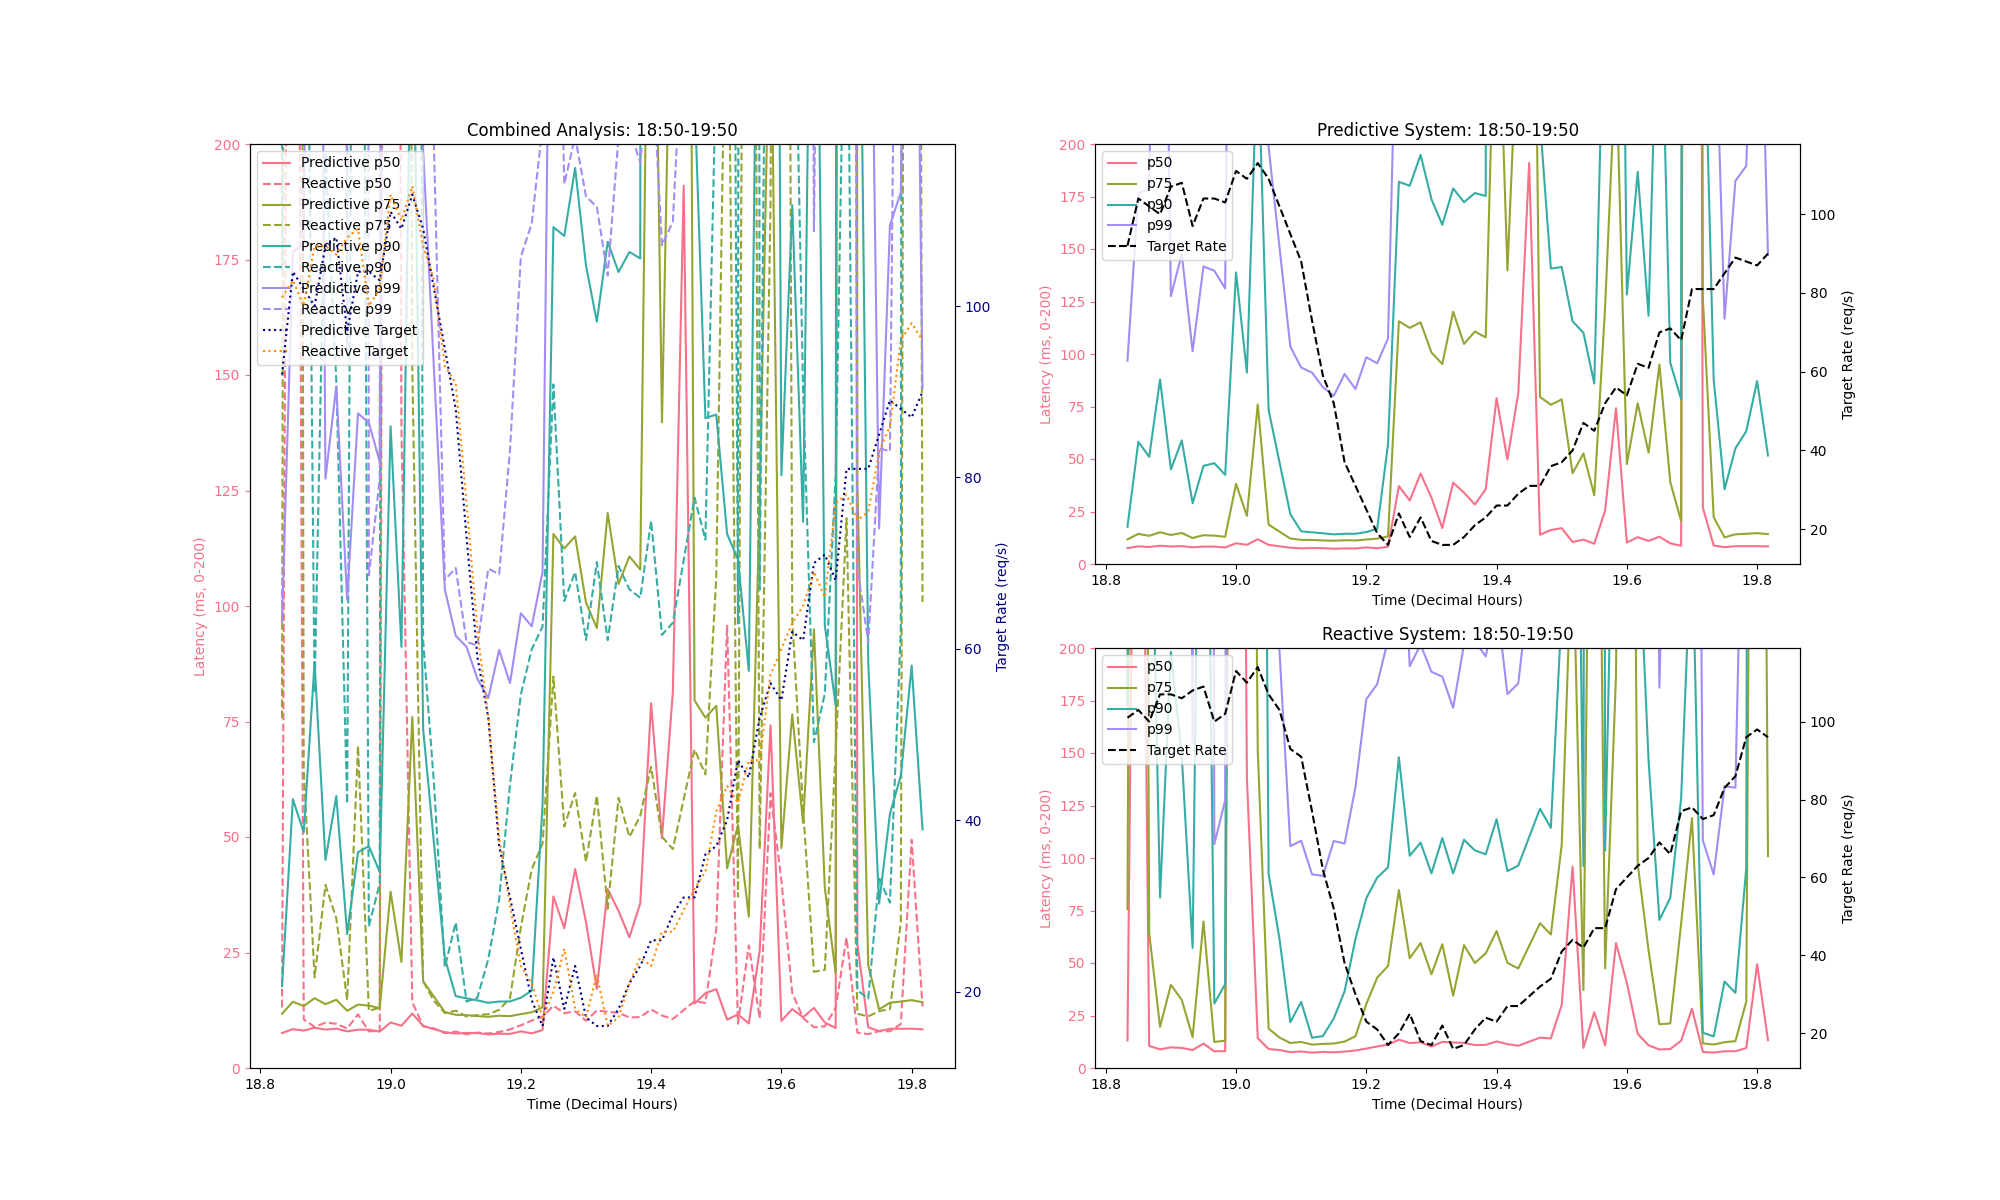 Combined Analysis: 18:50-19:50
200
175
150
125
100
75
50
25
0
Latency (ms, 0-200)
Predictive p50
Reactive p50
Predictive p75
Reactive p75
Predictive p90
Reactive p90
Predictive p99
Reactive p99
Predictive Target
Reactive Target
100
80
60
40
20
Target Rate (req/s)
18.8 19.0 19.2 19.4 19.6 19.8
Time (Decimal Hours)
Predictive System: 18:50-19:50
200
175
150
125
100
75
50
25
0
Latency (ms, 0-200)
p50
p75
p90
p99
Target Rate
100
80
60
40
20
Target Rate (req/s)
18.8 19.0 19.2 19.4 19.6 19.8
Time (Decimal Hours)
Reactive System: 18:50-19:50
200
175
150
125
100
75
50
25
0
Latency (ms, 0-200)
p50
p75
p90
p99
Target Rate
100
80
60
40
20
Target Rate (req/s)
18.8 19.0 19.2 19.4 19.6 19.8
Time (Decimal Hours)